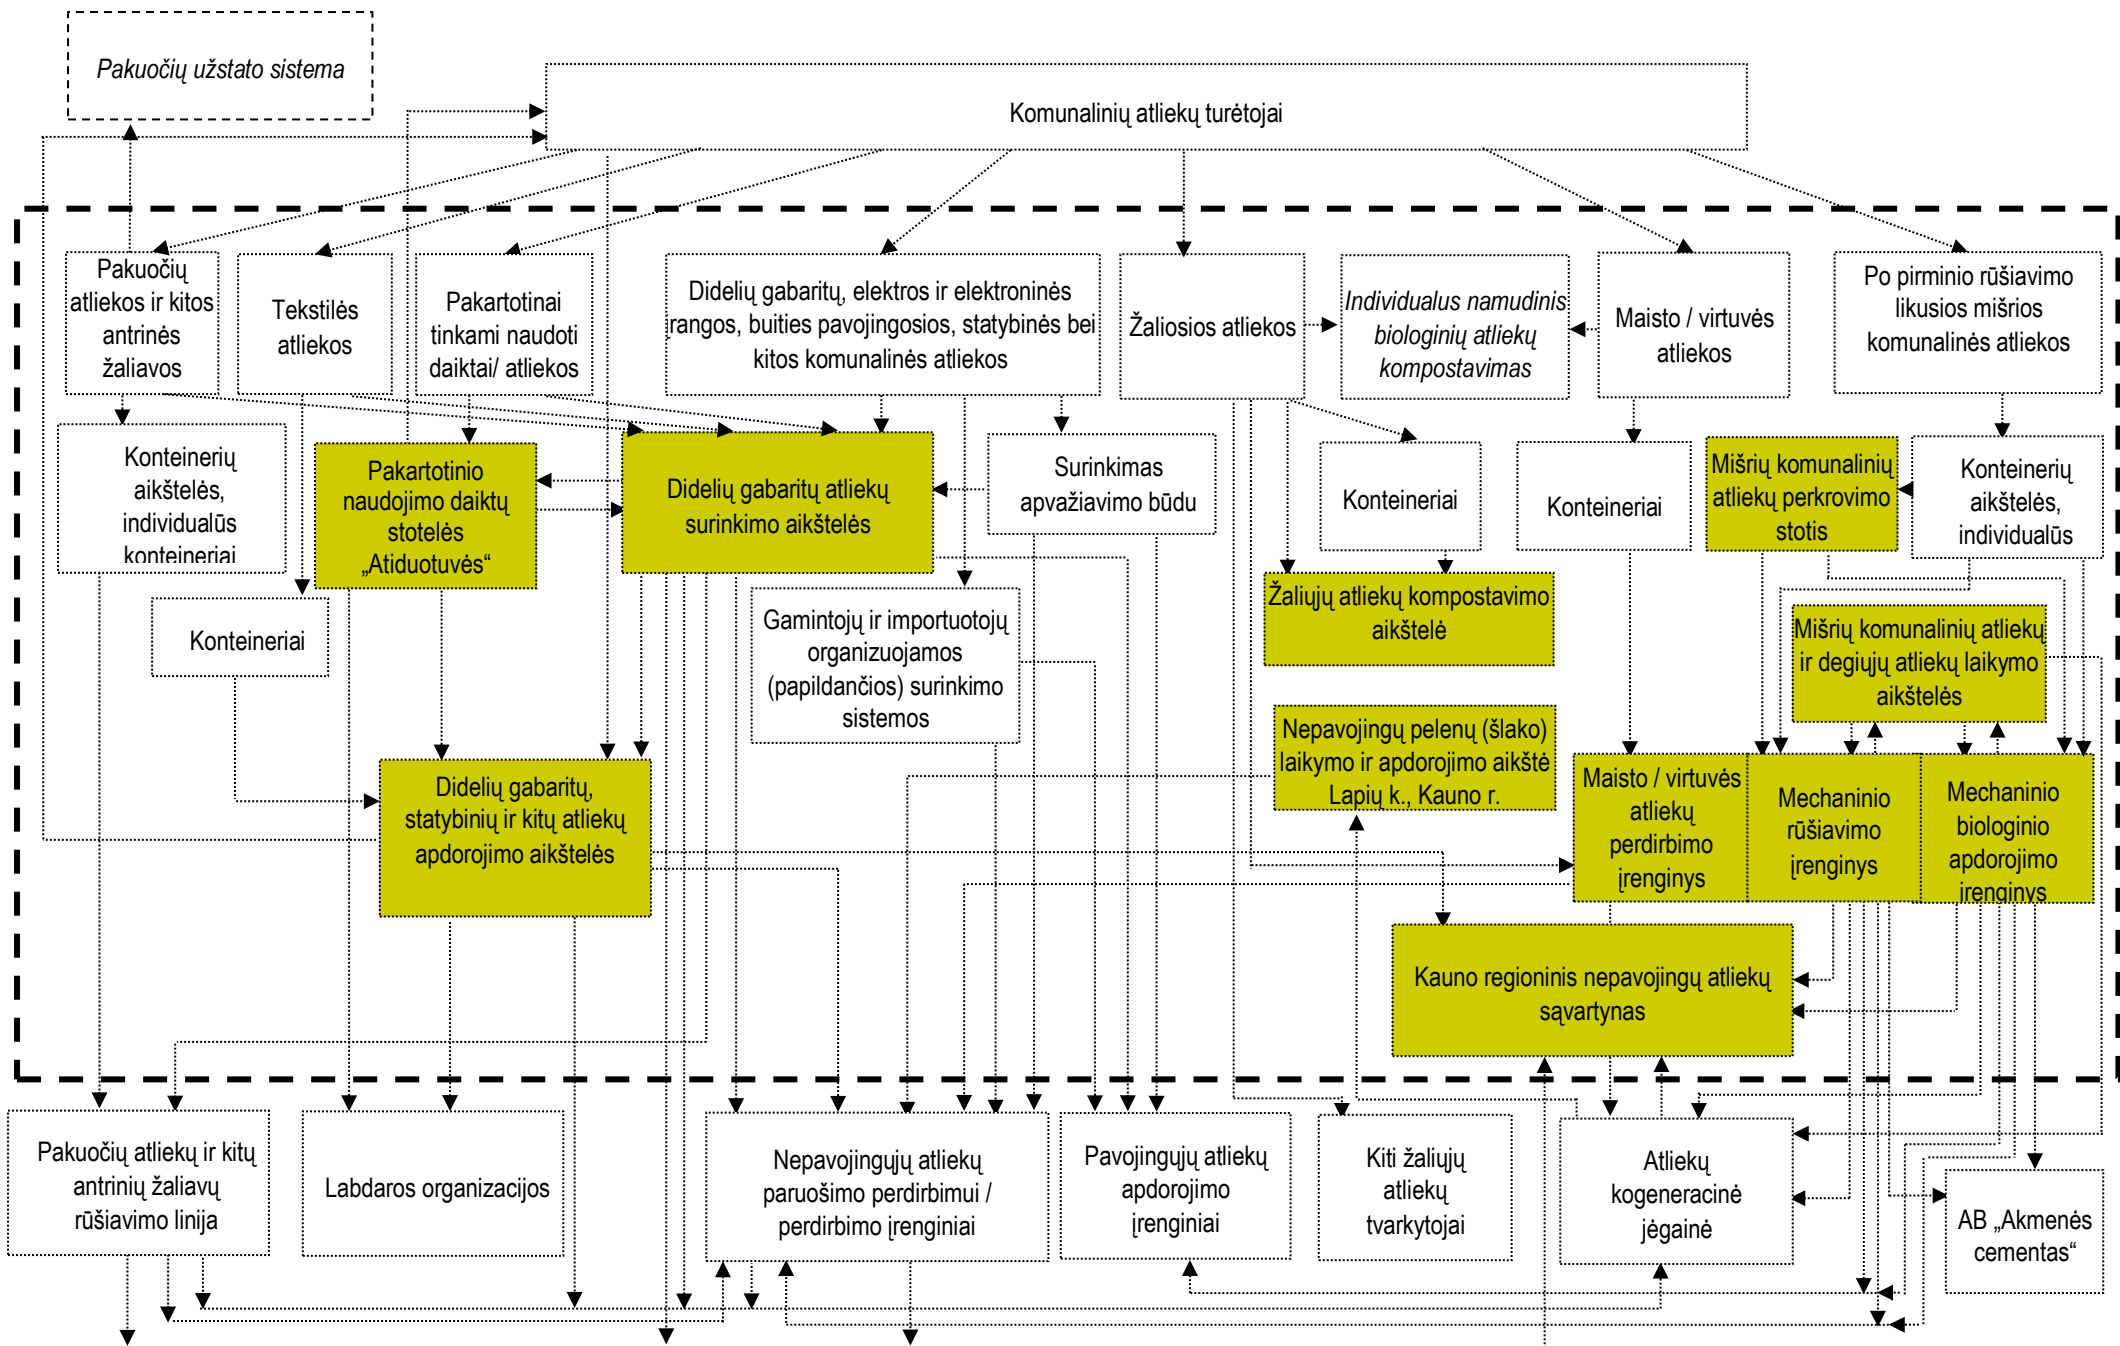 Pakuočių užstato sistema
Komunalinių atliekų turėtojai
Pakuočių
atliekos ir kitos
antrinės
žaliavos
Tekstilės
atliekos
Pakartotinai
tinkami naudoti
daiktai/ atliekos
Didelių gabaritų, elektros ir elektroninės
įrangos, buities pavojingosios, statybinės bei
kitos komunalinės atliekos
Žaliosios atliekos
Individualus namudinis
biologinių atliekų
kompostavimas
Maisto / virtuvės
atliekos
Po pirminio rūšiavimo
likusios mišrios
komunalinės atliekos
Konteinerių
aikštelės,
individualūs
konteineriai
Pakartotinio
naudojimo daiktų
stotelės
„Atiduotuvės“
Didelių gabaritų atliekų
surinkimo aikštelės
Surinkimas
apvažiavimo būdu
Konteineriai
Konteineriai
Mišrių komunalinių
atliekų perkrovimo
stotis
Konteinerių
aikštelės,
individualūs
Konteineriai
Gamintojų ir importuotojų
organizuojamos
(papildančios) surinkimo
sistemos
Žaliųjų atliekų kompostavimo
aikštelė
Mišrių komunalinių atliekų
ir degiųjų atliekų laikymo
aikštelės
Nepavojingų pelenų (šlako)
laikymo ir apdorojimo aikštė
Lapių k., Kauno r.
Didelių gabaritų,
statybinių ir kitų atliekų
apdorojimo aikštelės
Maisto / virtuvės
atliekų
perdirbimo
įrenginys
Mechaninio
rūšiavimo
įrenginys
Mechaninio
biologinio
apdorojimo
įrenginys
Kauno regioninis nepavojingų atliekų
sąvartynas
Pakuočių atliekų ir kitų
antrinių žaliavų
rūšiavimo linija
Labdaros organizacijos
Nepavojingųjų atliekų
paruošimo perdirbimui /
perdirbimo įrenginiai
Pavojingųjų atliekų
apdorojimo
įrenginiai
Kiti žaliųjų
atliekų
tvarkytojai
Atliekų
kogeneracinė
jėgainė
AB „Akmenės
cementas“